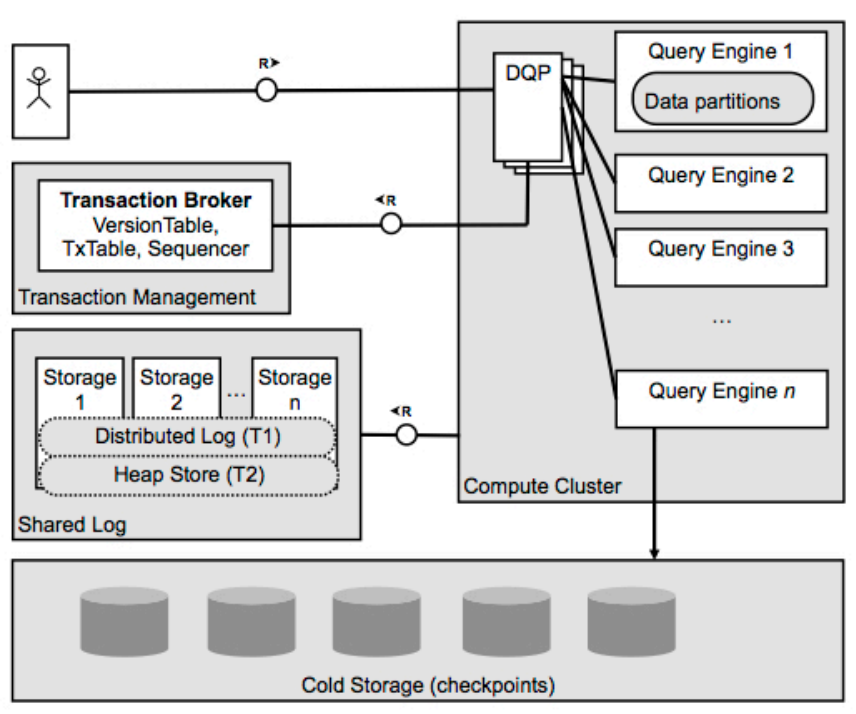 R➤
DQP
Query Engine 1
Data partitions
Query Engine 2
Query Engine 3
...
Query Engine n
Compute Cluster
Transaction Broker
VersionTable,
TxTable, Sequencer
Transaction Management
➤R
Storage
1
Storage
2
...
Storage
n
Distributed Log (T1)
Heap Store (T2)
Shared Log
➤R
Cold Storage (checkpoints)